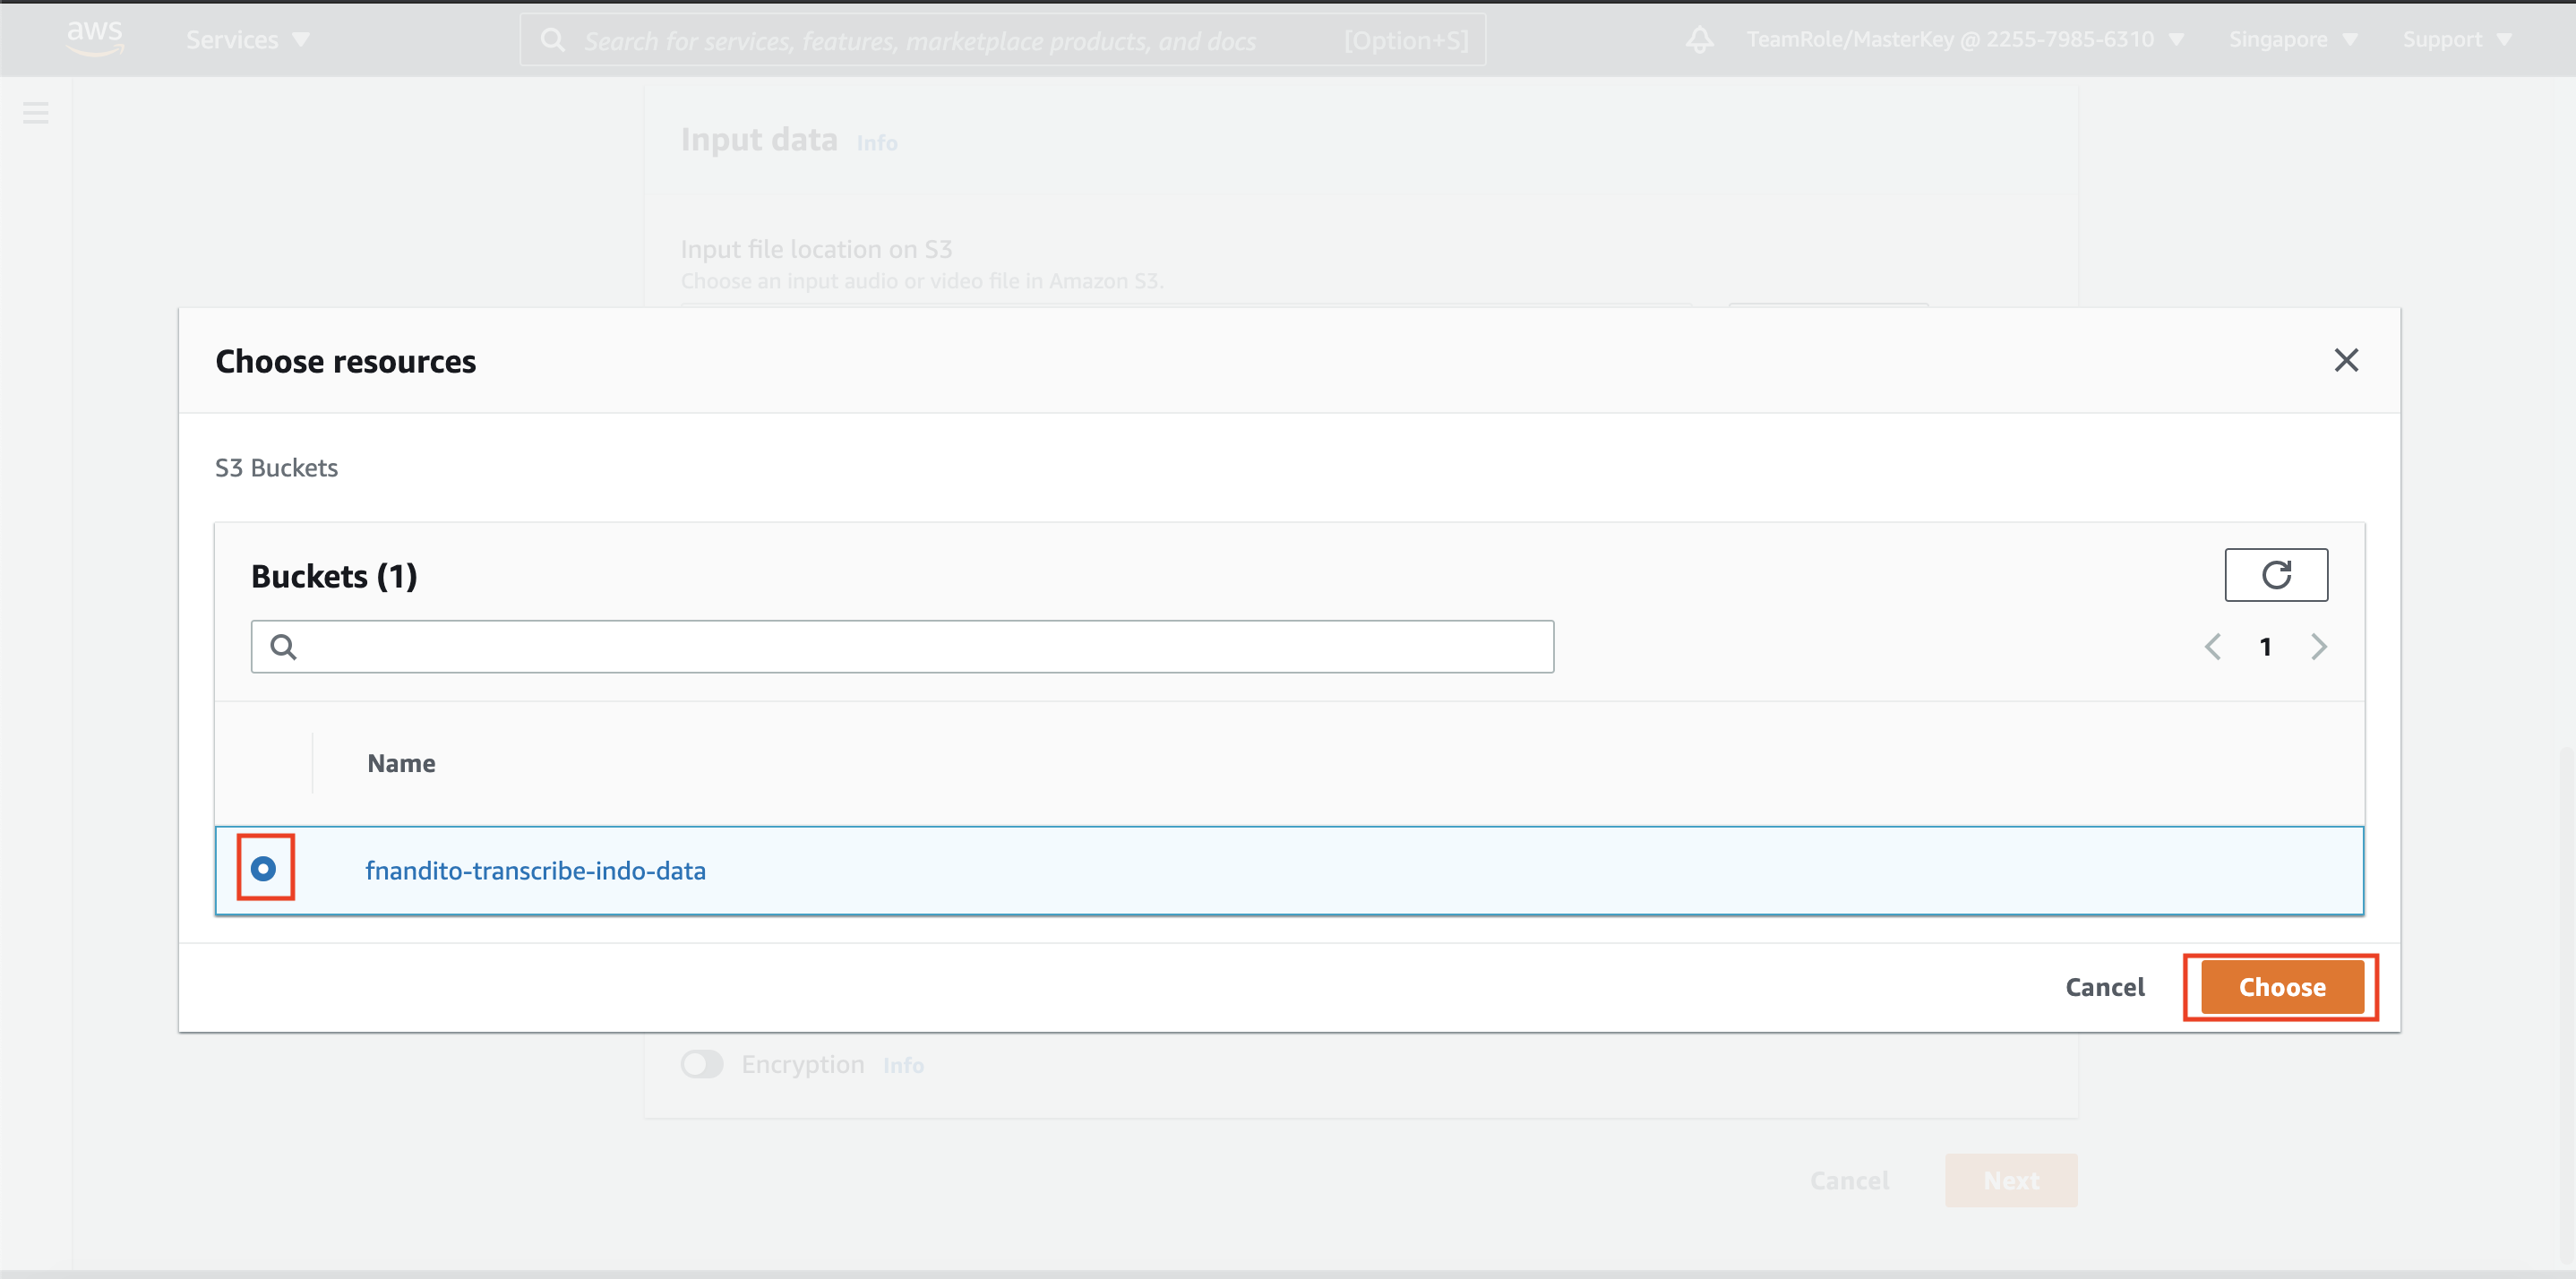 aws Services Search for services, features, marketplace products, and docs [Option+S] TeamRole/MasterKey @ 2255-7985-6310 Singapore Support
Input data Info
Input file location on S3
Choose an input audio or video file in Amazon S3.
Choose resources
S3 Buckets
Buckets (1)
1
Name
fnandito-transcribe-indo-data
Cancel Choose
Encryption Info
Cancel Next